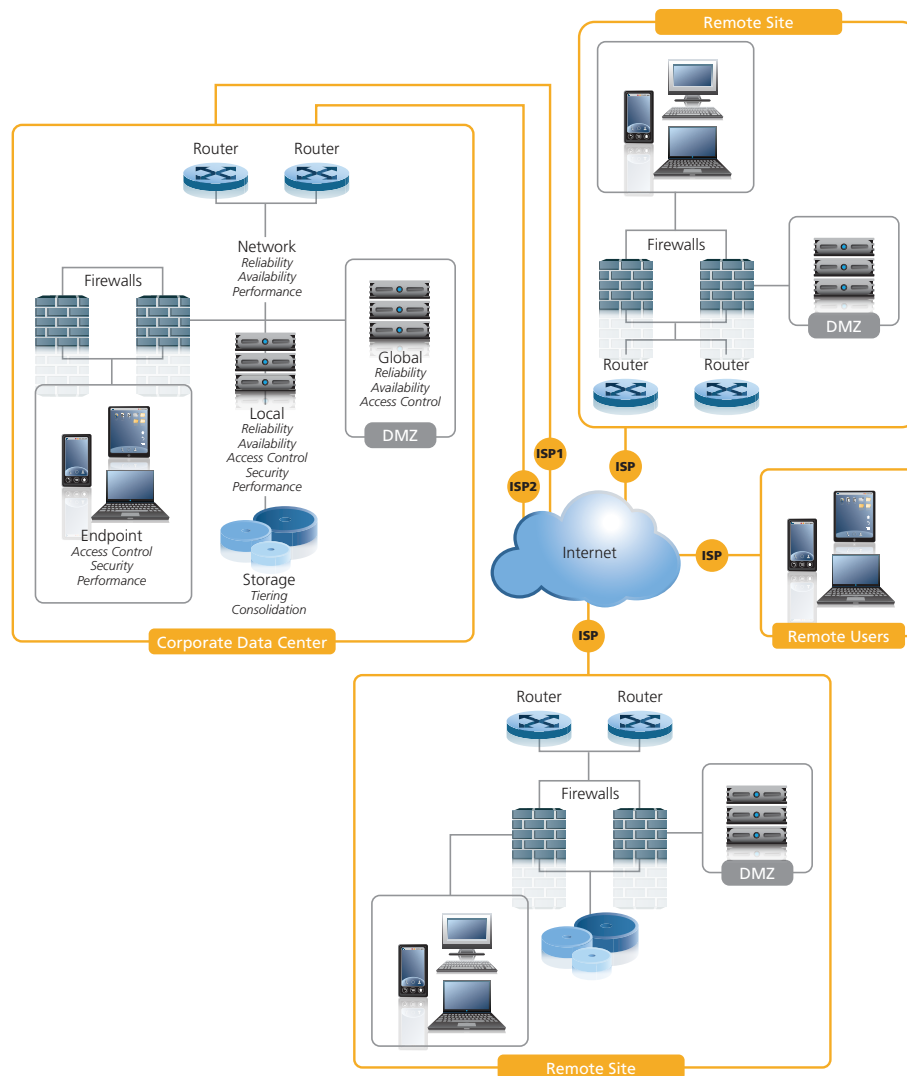 Remote Site
Firewalls
DMZ
Router
Router
Router
Router
Network
Reliability
Availability
Performance
Firewalls
Global
Reliability
Availability
Access Control
DMZ
Local
Reliability
Availability
Access Control
Security
Performance
Endpoint
Access Control
Security
Performance
Storage
Tiering
Consolidation
Corporate Data Center
ISP2
ISP1
ISP
Internet
ISP
Remote Users
ISP
Router
Router
Firewalls
DMZ
Remote Site